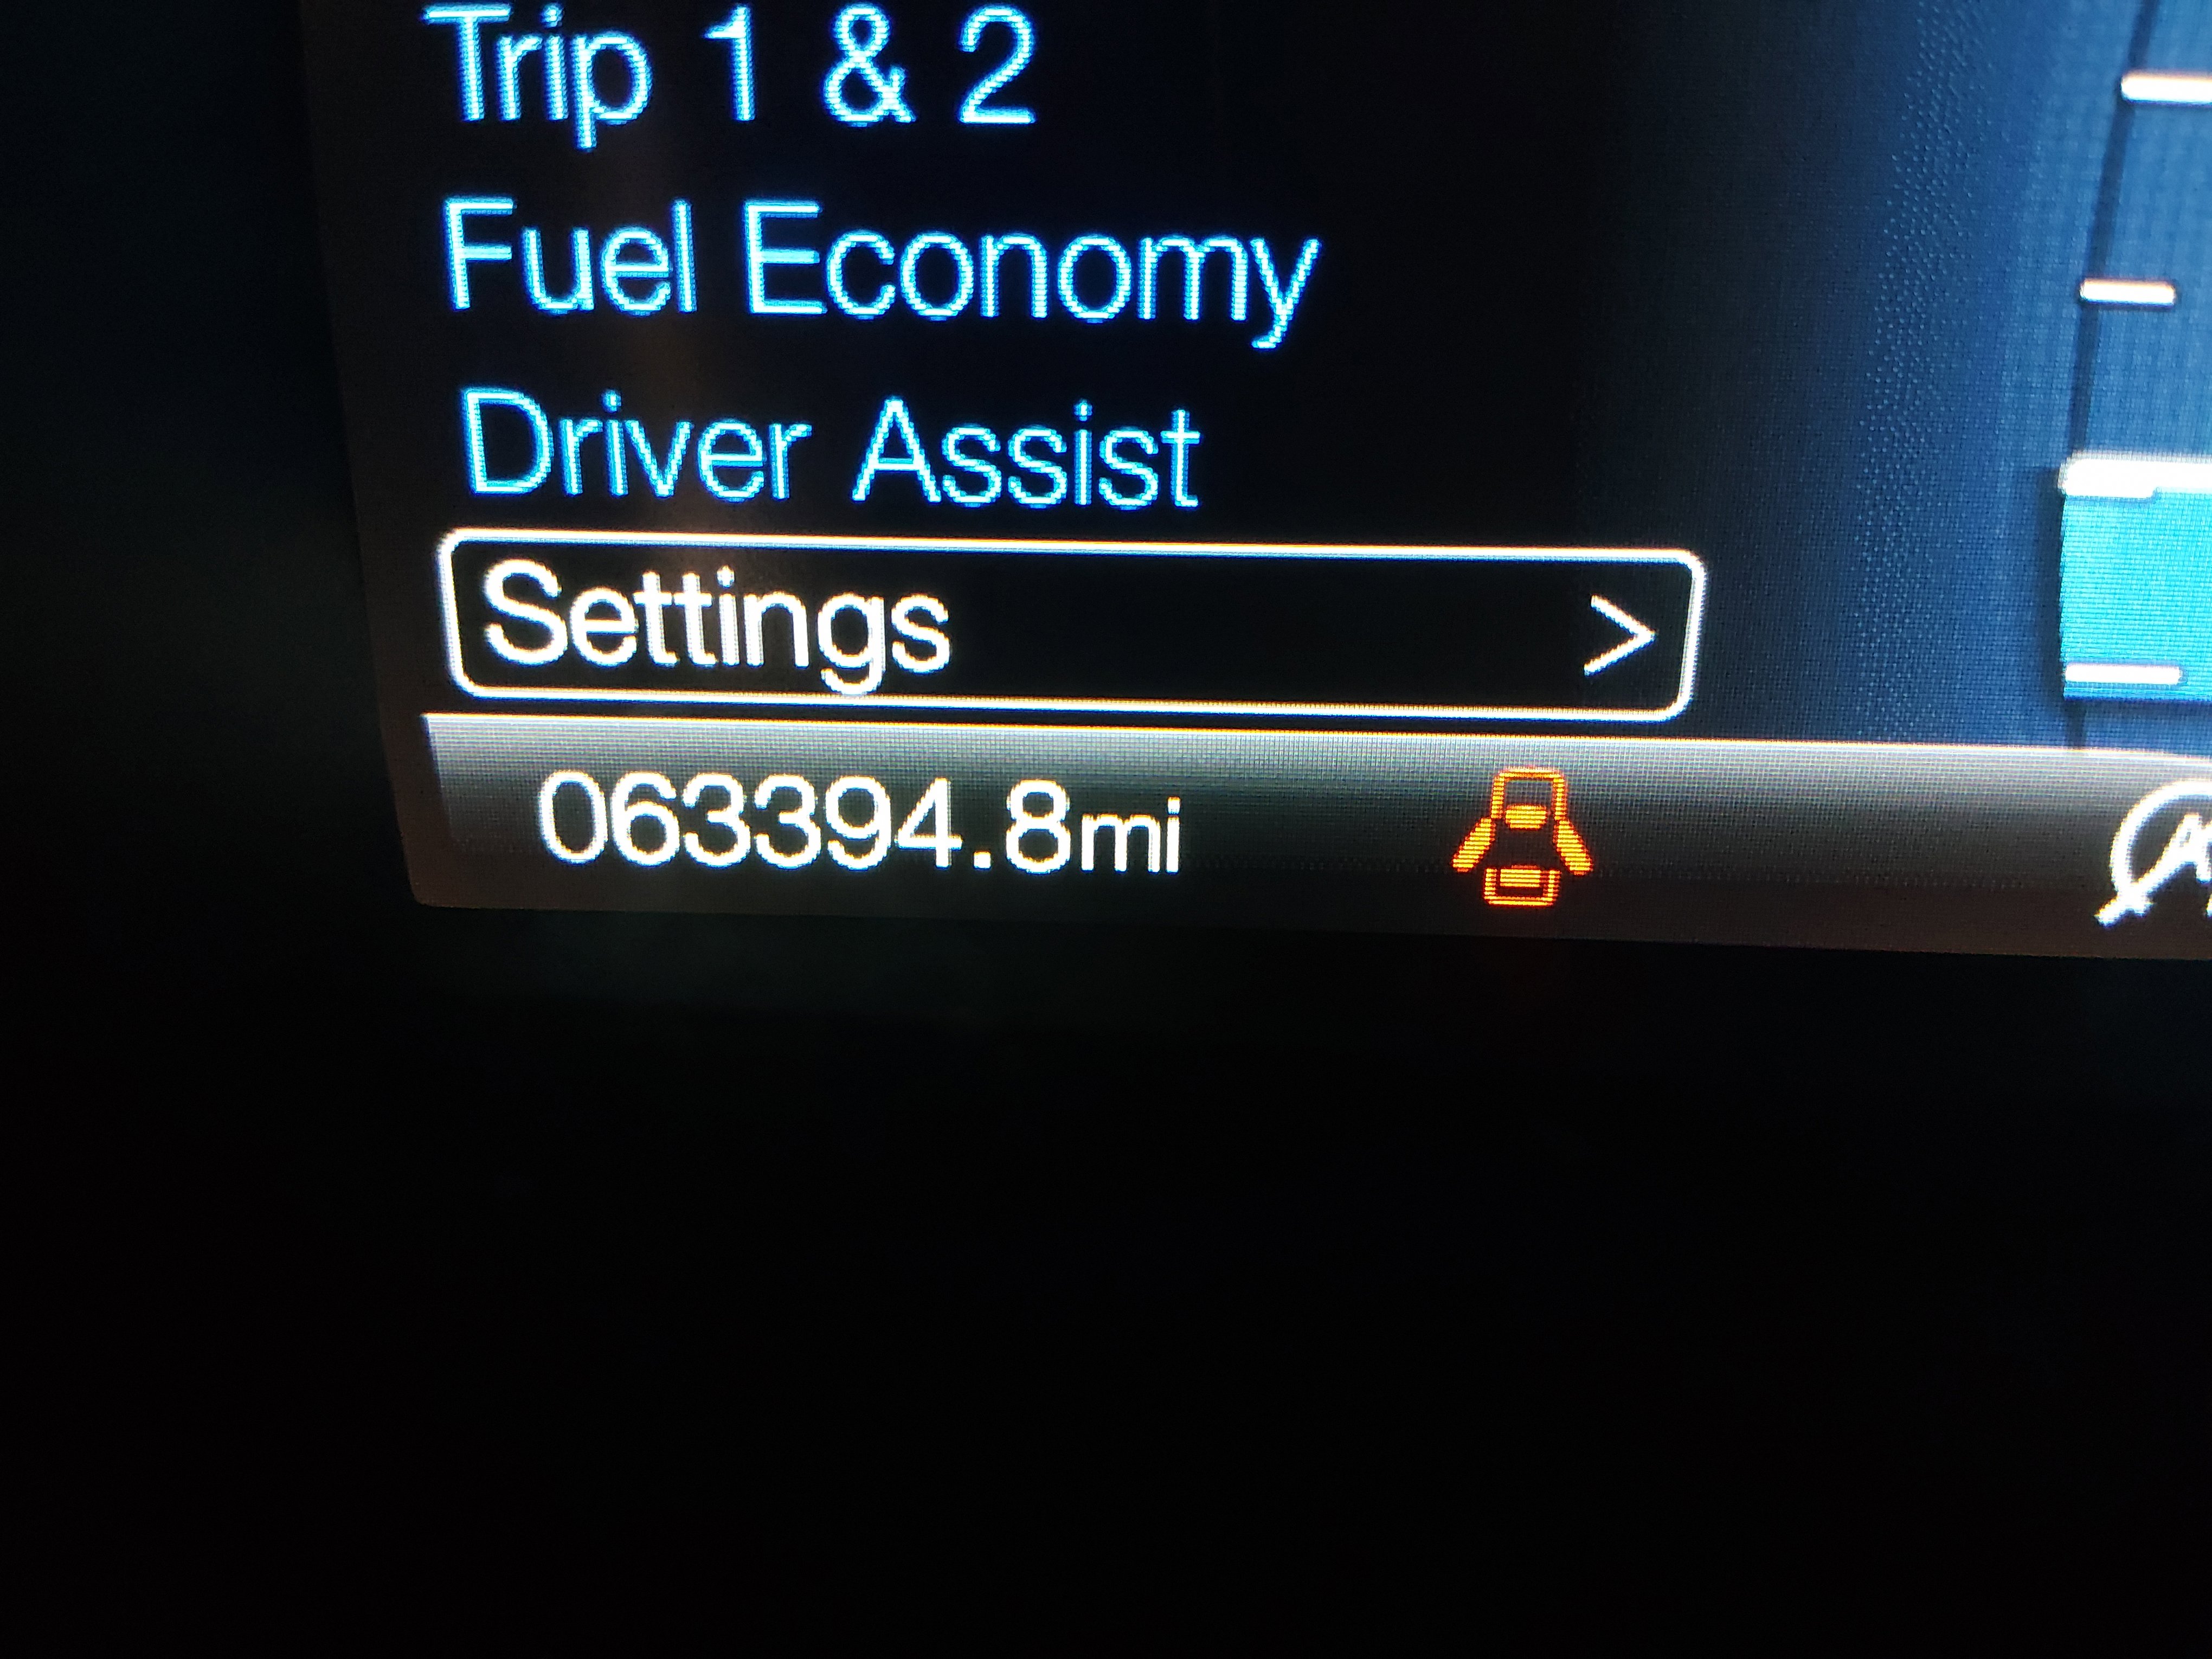 Trip 1 & 2
Fuel Economy
Driver Assist
Settings >
063394.8mi